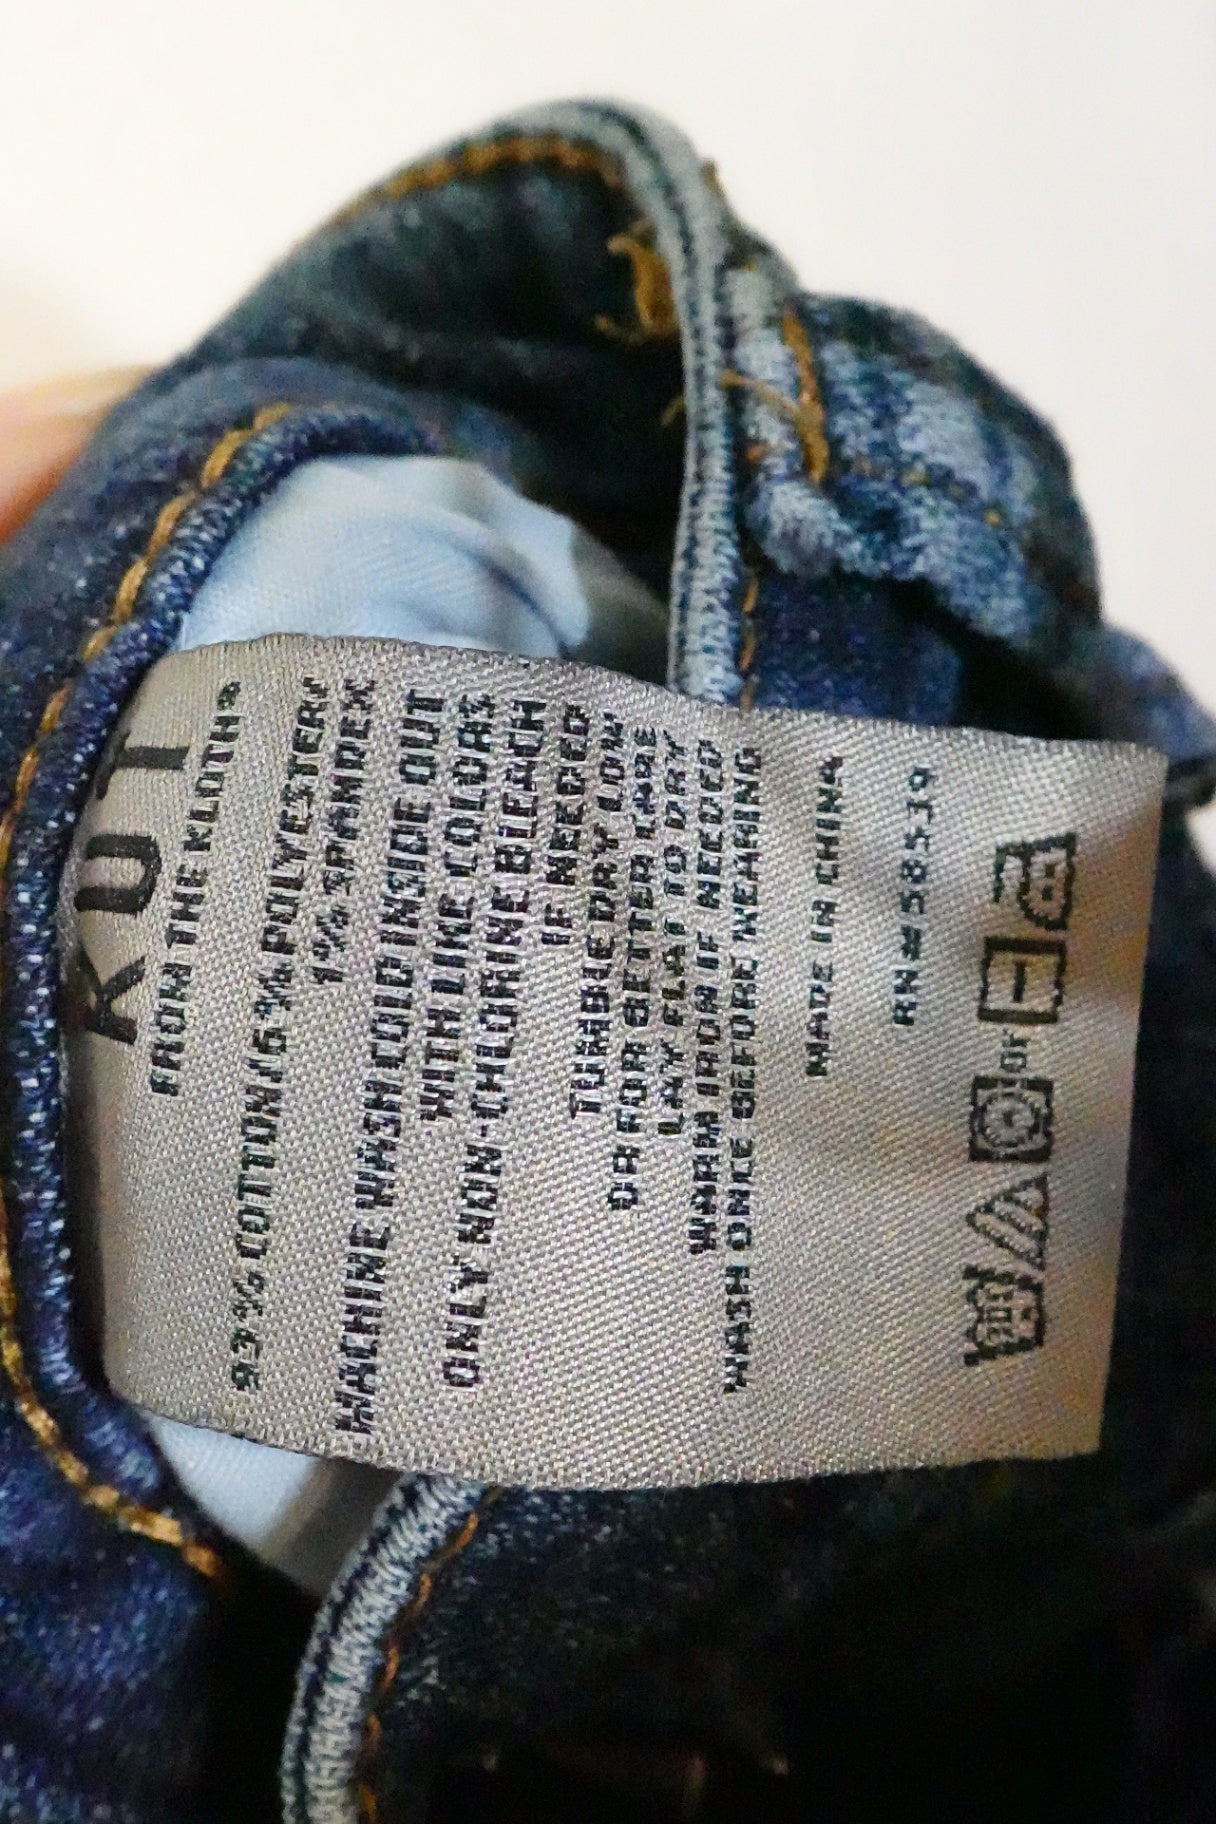 KUT
FROM THE KLOTH®
93% COTTON/6% POLYESTER/
1% SPANDEX
MACHINE WASH COLD INSIDE OUT
WITH LIKE COLORS
ONLY NON-CHLORINE BLEACH
IF NEEDED
TUMBLE DRY LOW
OR FOR BETTER CARE
LAY FLAT TO DRY
WARM IRON IF NEEDED
WASH ONCE BEFORE WEARING
MADE IN CHINA
RN#58519
or